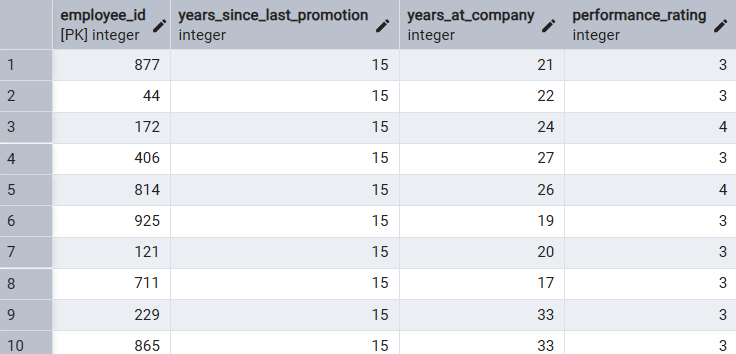 employee_id years_since_last_promotion years_at_company performance_rating
[PK] integer integer integer integer
1 877 15 21 3
2 44 15 22 3
3 172 15 24 4
4 406 15 27 3
5 814 15 26 4
6 925 15 19 3
7 121 15 20 3
8 711 15 17 3
9 229 15 33 3
10 865 15 33 3